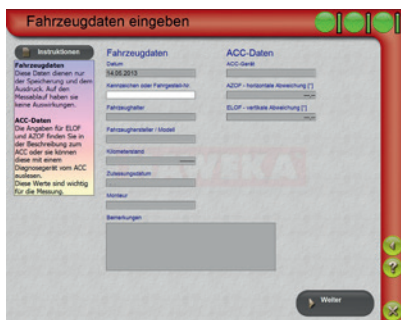 Fahrzeugdaten eingeben
Instruktionen
Fahrzeugdaten
Diese Daten dienen nur
der Speicherung und dem
Ausdruck. Auf den
Messablauf haben sie
keine Auswirkungen.
ACC-Daten
Die Angaben für ELOF
und AZOF finden Sie in
der Beschreibung zum
ACC oder sie können
diese mit einem
Diagnosegerät vom ACC
auslesen.
Diese Werte sind wichtig
für die Messung.
Fahrzeugdaten
Datum
14.05.2013
Kennzeichen oder Fahrgestell-Nr.
Fahrzeughalter
Fahrzeughersteller / Modell
Kilometerstand
Zulassungsdatum
Monteur
Bemerkungen
ACC-Daten
ACC-Gerät
AZOF - horizontale Abweichung [°]
--,--
ELOF - vertikale Abweichung [°]
--,--
Weiter